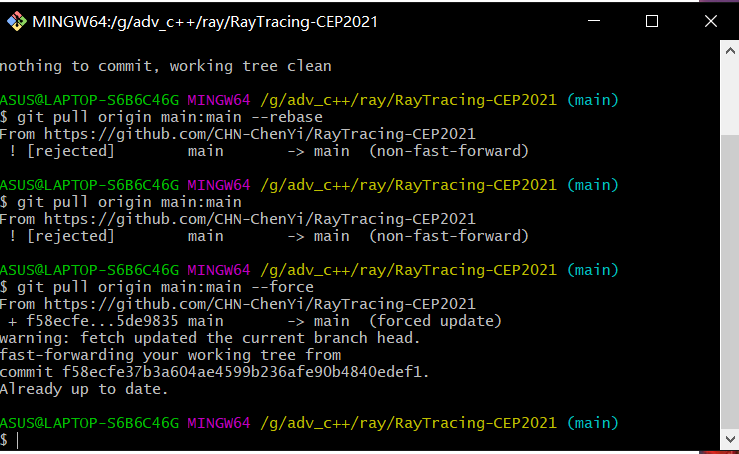 MINGW64:/g/adv_c++/ray/RayTracing-CEP2021
nothing to commit, working tree clean
ASUS@LAPTOP-S6B6C46G MINGW64 /g/adv_c++/ray/RayTracing-CEP2021 (main)
$ git pull origin main:main --rebase
From https://github.com/CHN-ChenYi/RayTracing-CEP2021
 ! [rejected]        main       -> main  (non-fast-forward)
ASUS@LAPTOP-S6B6C46G MINGW64 /g/adv_c++/ray/RayTracing-CEP2021 (main)
$ git pull origin main:main
From https://github.com/CHN-ChenYi/RayTracing-CEP2021
 ! [rejected]        main       -> main  (non-fast-forward)
ASUS@LAPTOP-S6B6C46G MINGW64 /g/adv_c++/ray/RayTracing-CEP2021 (main)
$ git pull origin main:main --force
From https://github.com/CHN-ChenYi/RayTracing-CEP2021
 + f58ecfe...5de9835 main       -> main  (forced update)
warning: fetch updated the current branch head.
fast-forwarding your working tree from
commit f58ecfe37b3a604ae4599b236afe90b4840edef1.
Already up to date.
ASUS@LAPTOP-S6B6C46G MINGW64 /g/adv_c++/ray/RayTracing-CEP2021 (main)
$